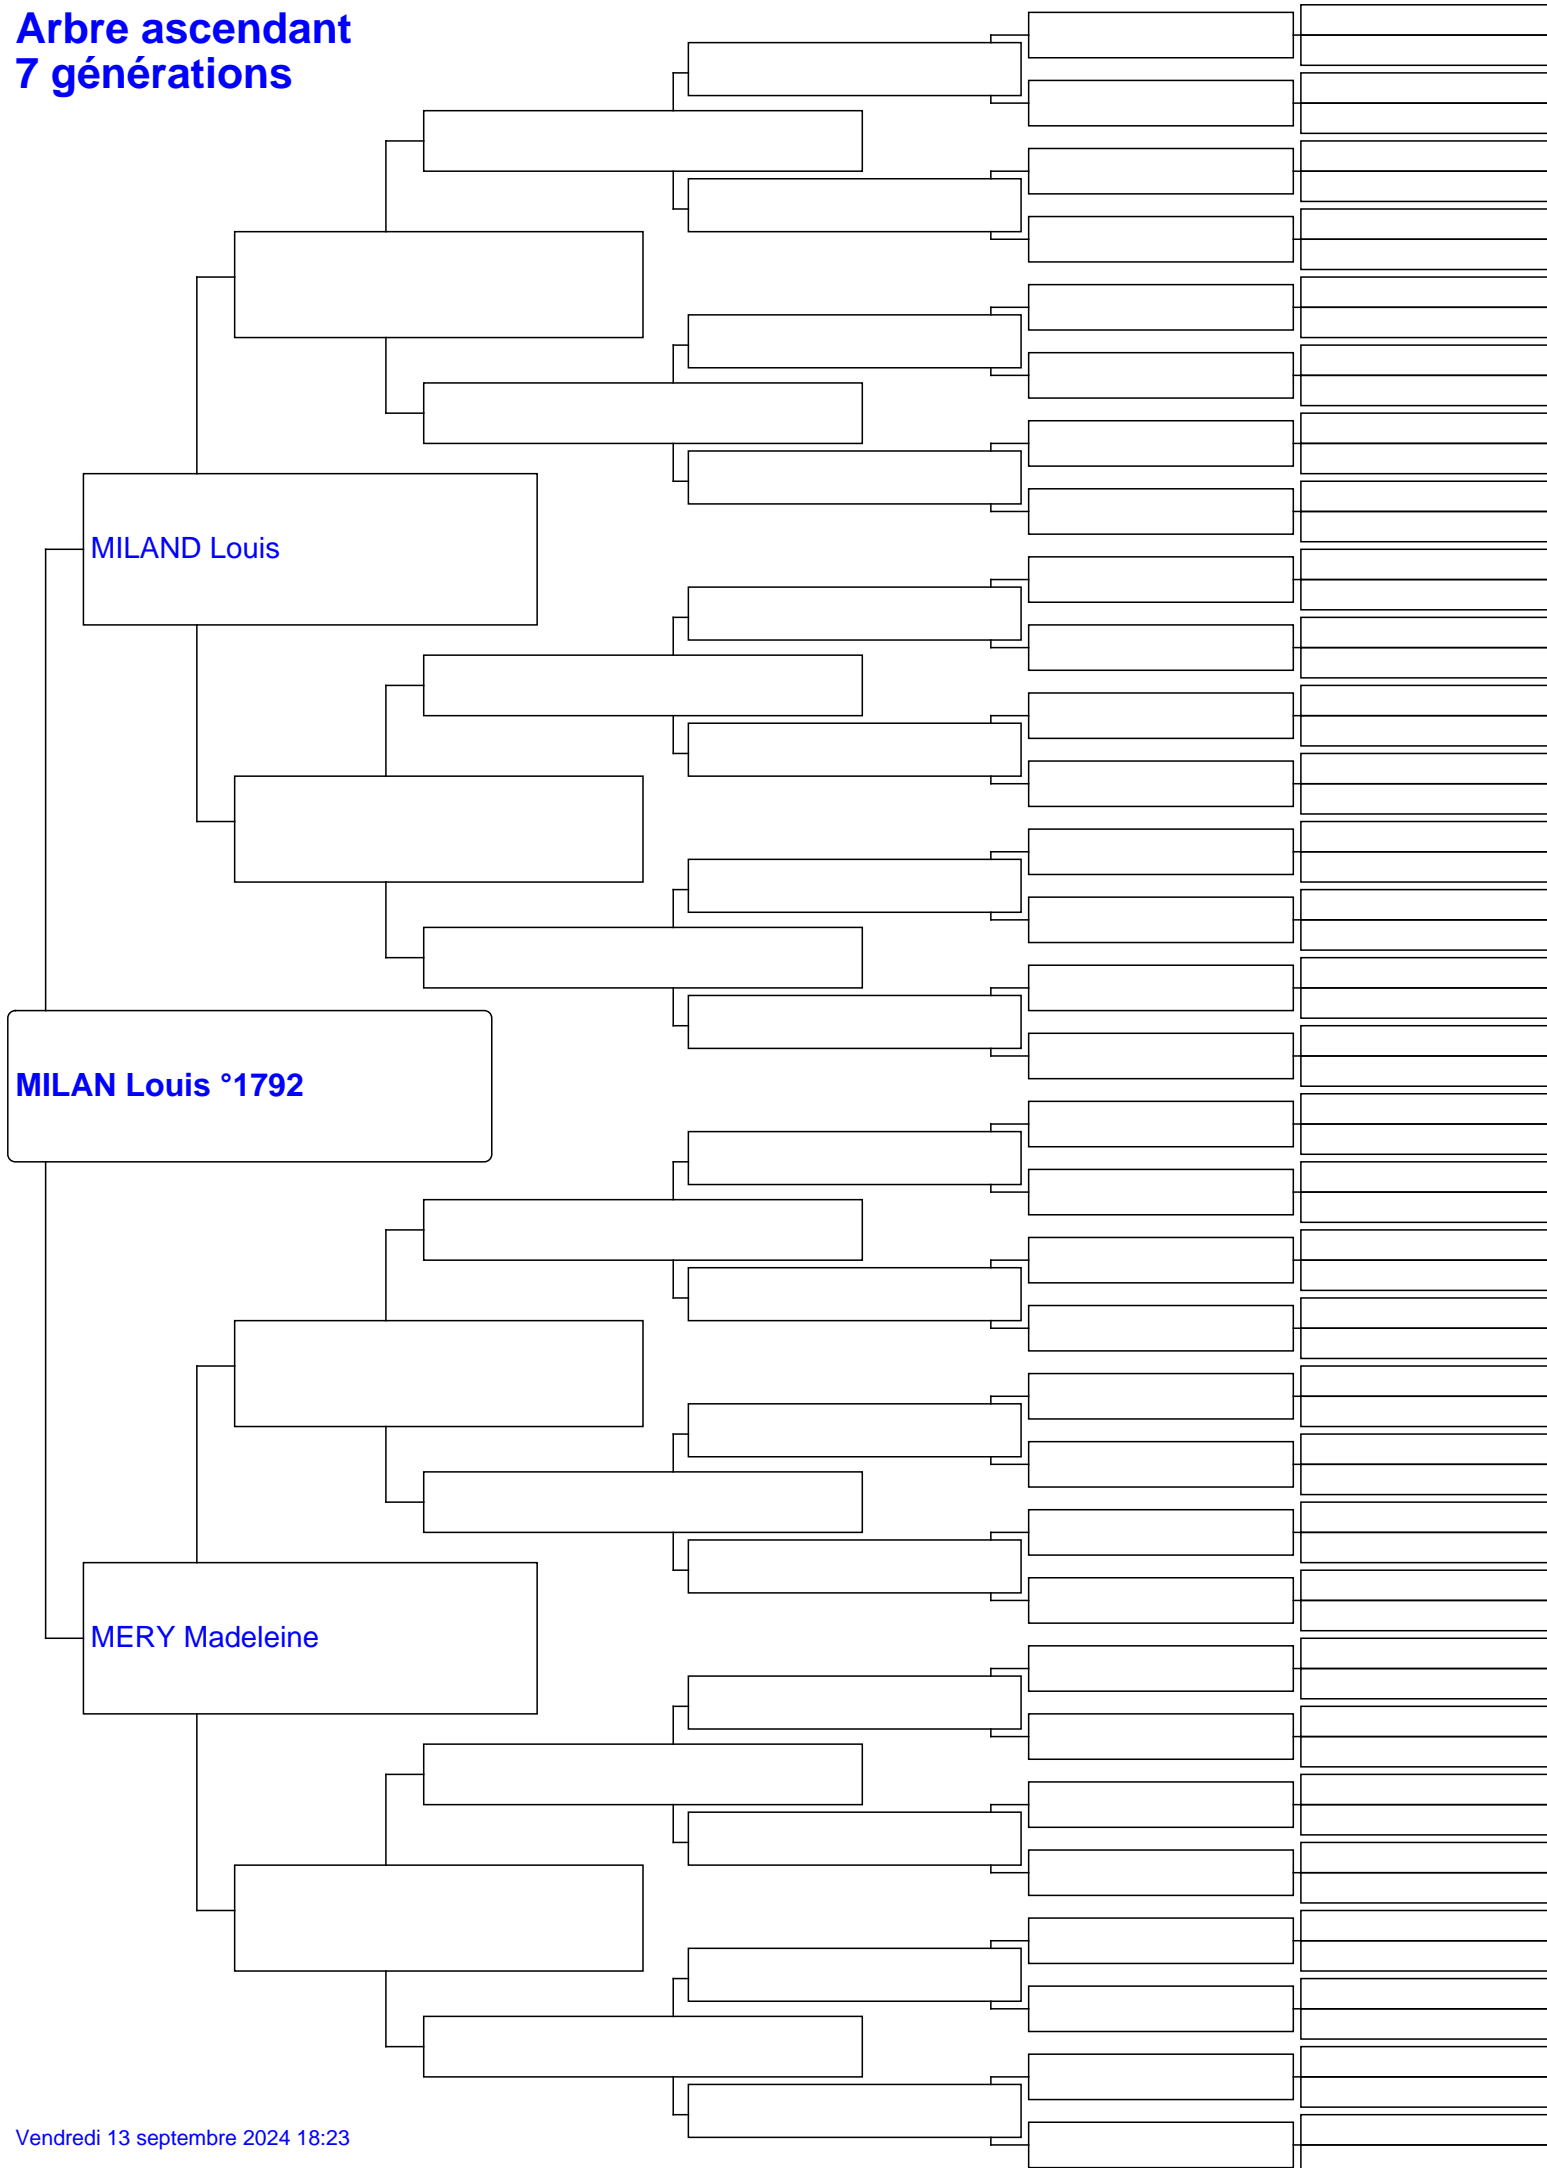 Arbre ascendant
7 générations
MILAND Louis
MILAN Louis °1792
MERY Madeleine
Vendredi 13 septembre 2024 18:23